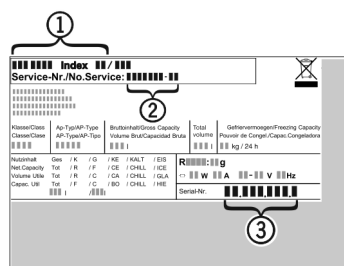 1
Index / 
Service-Nr./No.Service: -
2
Klasse/Class Ap-Typ/AP-Type Bruttoinhalt/Gross Capacity Total Gefriervermoegen/Freezing Capacity
Classe/Clase AP-Type/AP-Tipo Volume Brut/Capacidad Bruta volume Pouvoir de Congel./Capac.Congeladora
l l kg / 24 h
Nutzinhalt Ges / K / G / KE / KALT / EIS
Net.Capacity Tot / R / F / CE / CHILL / ICE
Volume Utile Tot / R / C / CA / CHILL / GLA
Capac. Util Tot / F / C / BO / CHILL / HIE
l / l
R : g
W A - V Hz
Serial-Nr. . . .
3